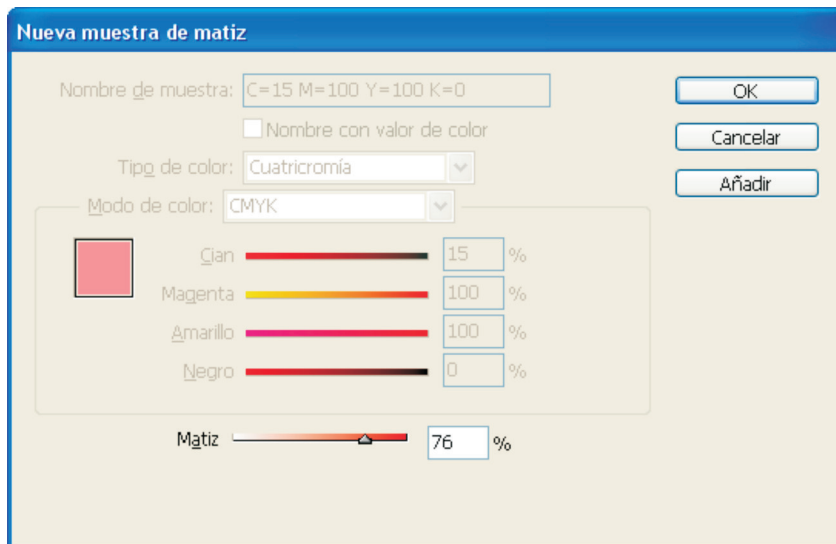 Nueva muestra de matiz
Nombre de muestra: C=15 M=100 Y=100 K=0
OK
Nombre con valor de color
Cancelar
Tipo de color: Cuatricromía
Añadir
Modo de color: CMYK
Cian 15 %
Magenta 100 %
Amarillo 100 %
Negro 0 %
Matiz 76 %